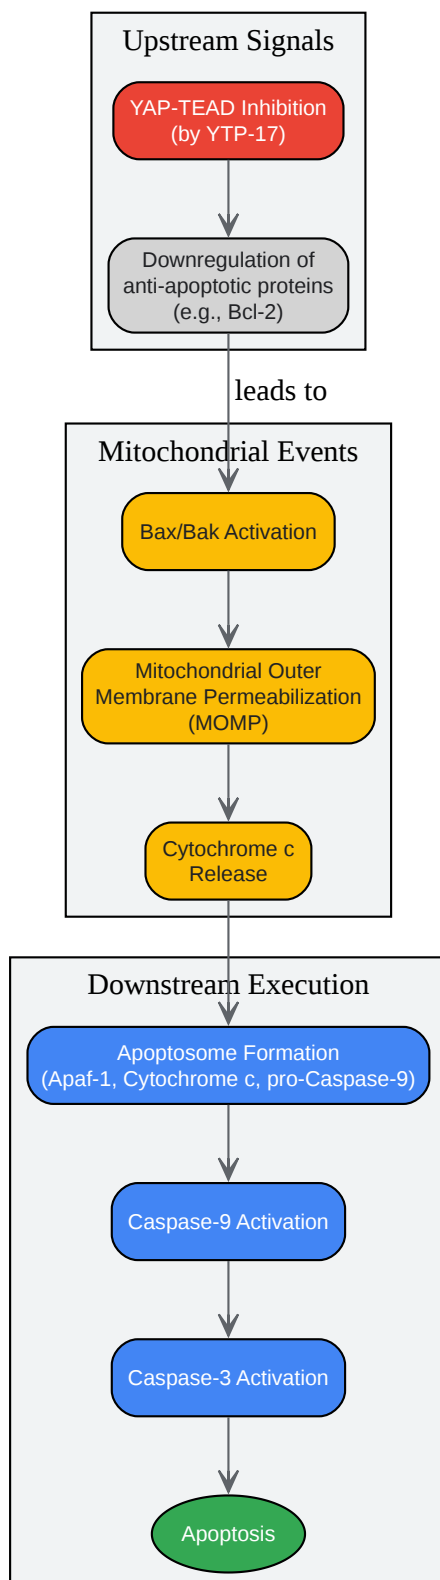 Upstream Signals
YAP-TEAD Inhibition
(by YTP-17)
Downregulation of
anti-apoptotic proteins
(e.g., Bcl-2)
leads to
Mitochondrial Events
Bax/Bak Activation
Mitochondrial Outer
Membrane Permeabilization
(MOMP)
Cytochrome c
Release
Downstream Execution
Apoptosome Formation
(Apaf-1, Cytochrome c, pro-Caspase-9)
Caspase-9 Activation
Caspase-3 Activation
Apoptosis